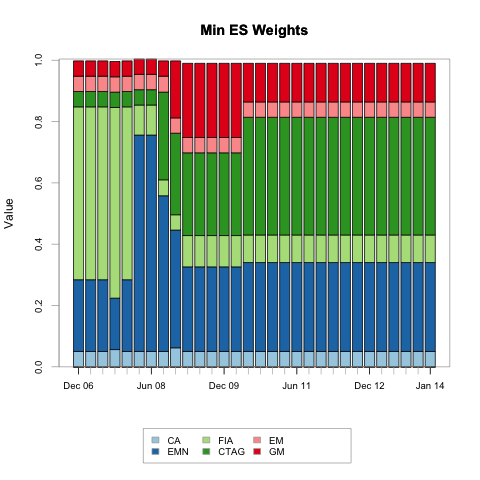 Min ES Weights
1.0
0.8
0.6
0.4
0.2
0.0
Value
Dec 06 Jun 08 Dec 09 Jun 11 Dec 12 Jan 14
CA FIA EM
EMN CTAG GM